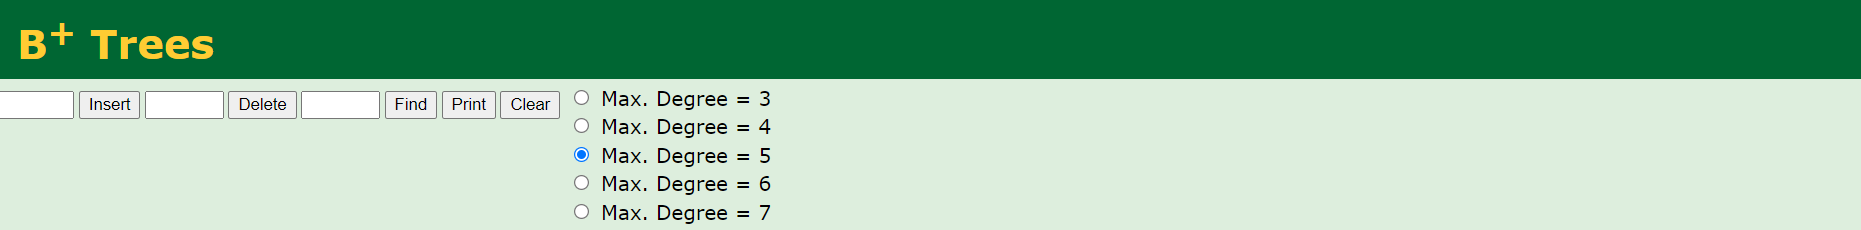 B+ Trees
Insert Delete Find Print Clear
Max. Degree = 3
Max. Degree = 4
Max. Degree = 5
Max. Degree = 6
Max. Degree = 7